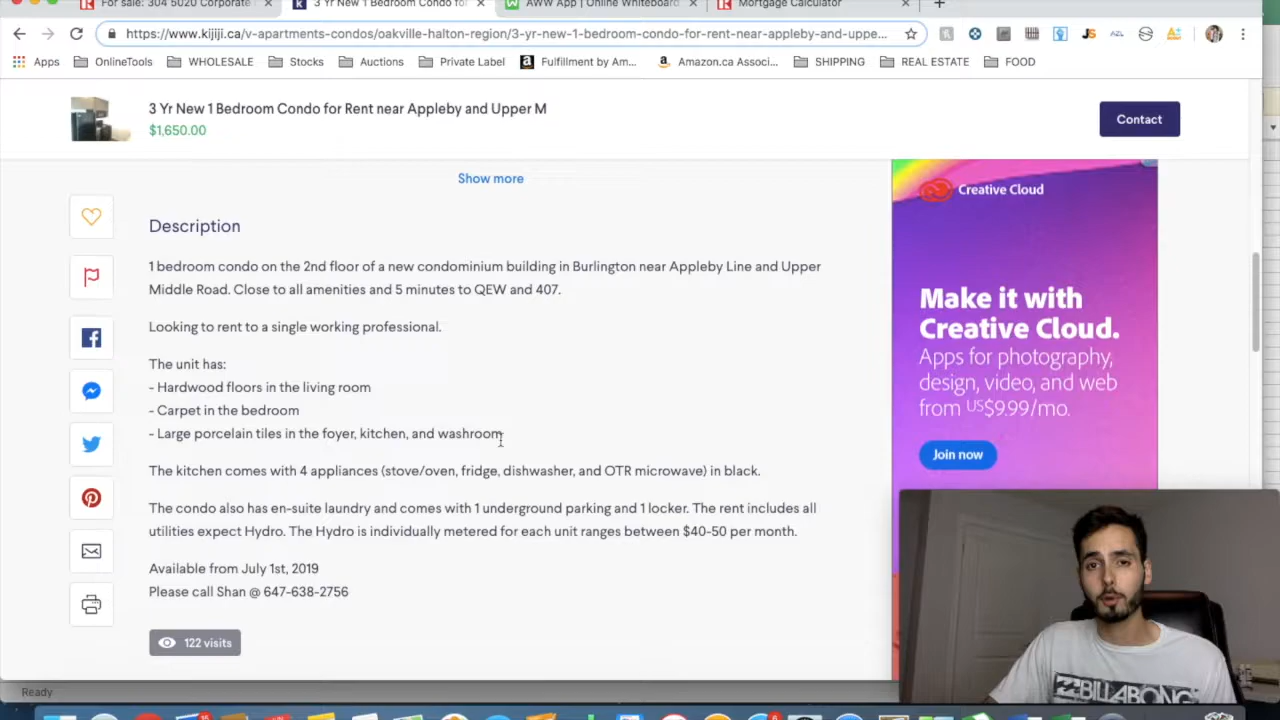 For sale: 304 5020 Corporate
3 Yr New 1 Bedroom Condo for
AWW App | Online Whiteboard
Mortgage Calculator
https://www.kijiji.ca/v-apartments-condos/oakville-halton-region/3-yr-new-1-bedroom-condo-for-rent-near-appleby-and-uppe...
Apps
OnlineTools
WHOLESALE
Stocks
Auctions
Private Label
Fulfillment by Am...
Amazon.ca Associ...
SHIPPING
REAL ESTATE
FOOD
3 Yr New 1 Bedroom Condo for Rent near Appleby and Upper M
$1,650.00
Contact
Show more
Description
1 bedroom condo on the 2nd floor of a new condominium building in Burlington near Appleby Line and Upper
Middle Road. Close to all amenities and 5 minutes to QEW and 407.
Looking to rent to a single working professional.
The unit has:
- Hardwood floors in the living room
- Carpet in the bedroom
- Large porcelain tiles in the foyer, kitchen, and washroom
The kitchen comes with 4 appliances (stove/oven, fridge, dishwasher, and OTR microwave) in black.
The condo also has en-suite laundry and comes with 1 underground parking and 1 locker. The rent includes all
utilities expect Hydro. The Hydro is individually metered for each unit ranges between $40-50 per month.
Available from July 1st, 2019
Please call Shan @ 647-638-2756
122 visits
Creative Cloud
Make it with
Creative Cloud.
Apps for photography,
design, video, and web
from US$9.99/mo.
Join now
BILLABONG
Ready